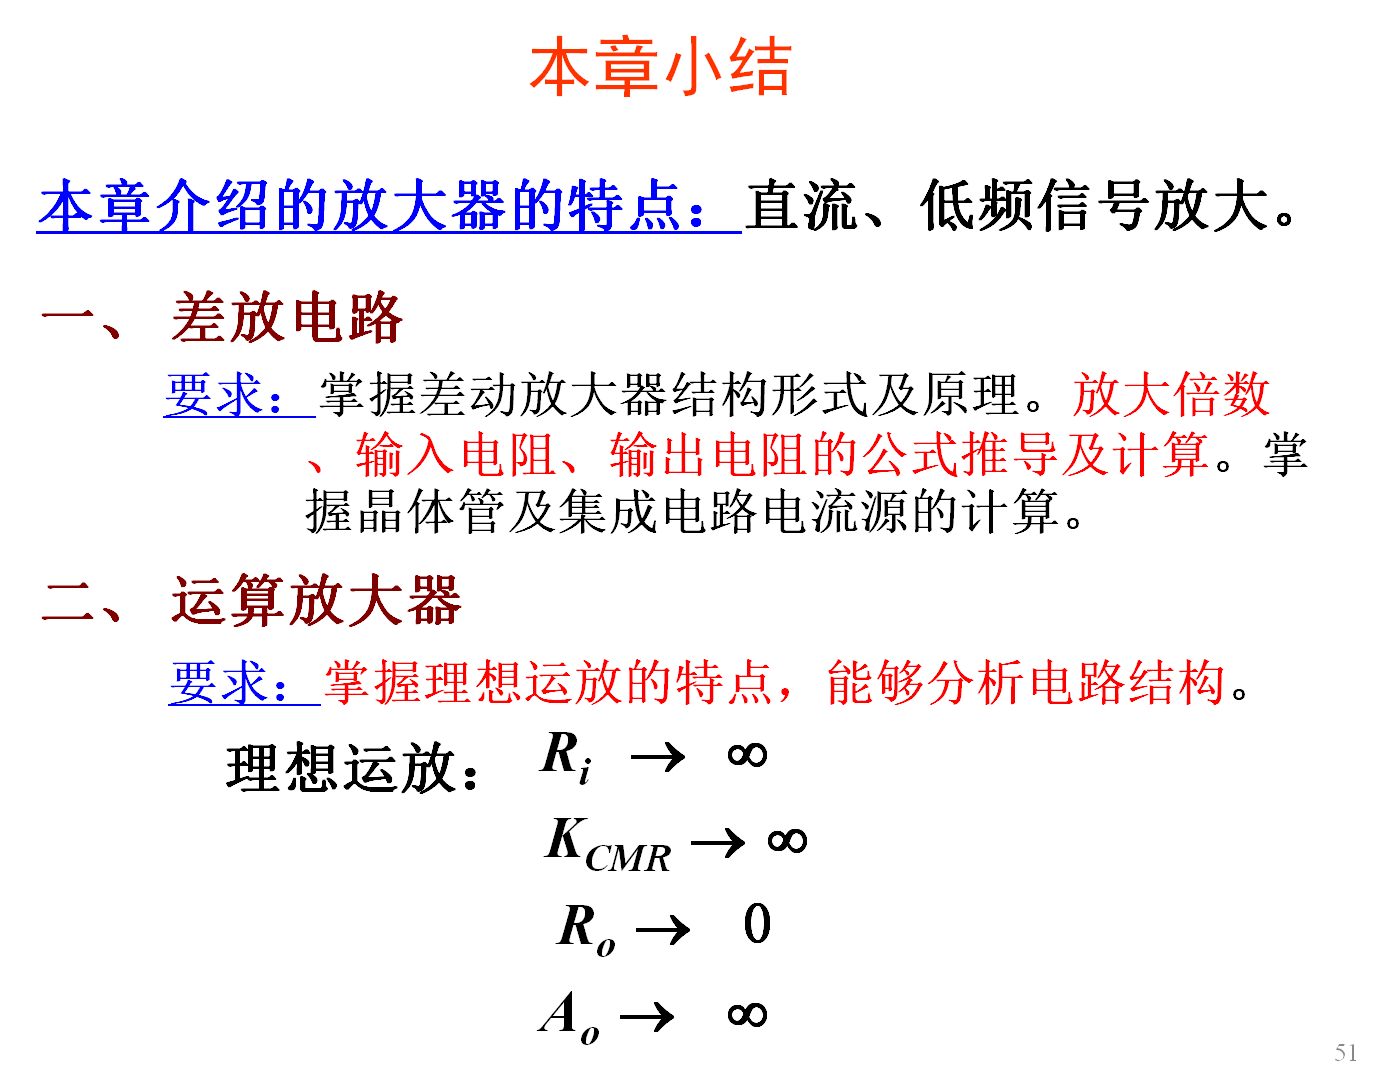 本章小结
本章介绍的放大器的特点：直流、低频信号放大。
一、 差放电路
要求：掌握差动放大器结构形式及原理。放大倍数
、输入电阻、输出电阻的公式推导及计算。掌
握晶体管及集成电路电流源的计算。
二、 运算放大器
要求：掌握理想运放的特点，能够分析电路结构。
理想运放： R_i → ∞
K_CMR → ∞
R_o → 0
A_o → ∞
51